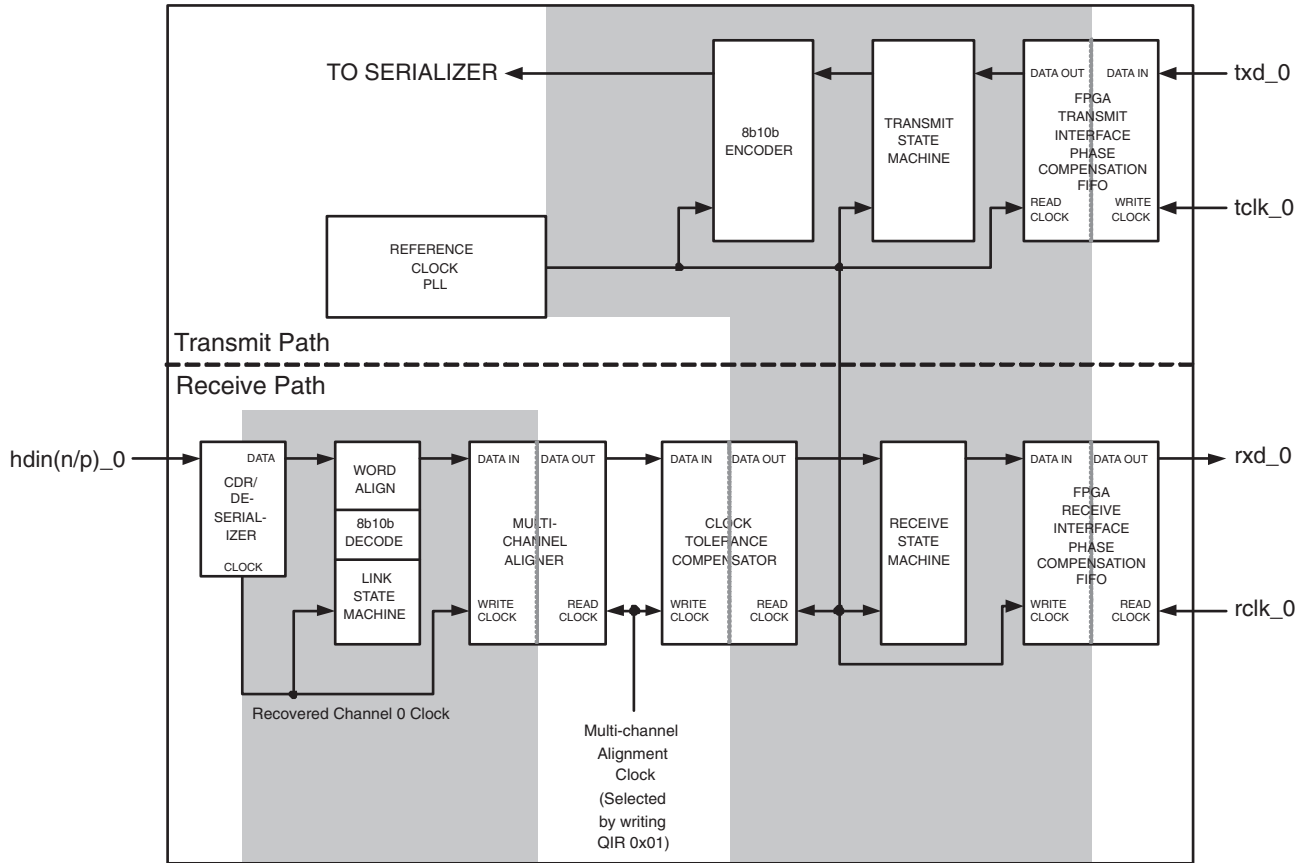 TO SERIALIZER
8b10b
ENCODER
TRANSMIT
STATE
MACHINE
DATA OUT
DATA IN
FPGA
TRANSMIT
INTERFACE
PHASE
COMPENSATION
FIFO
READ
CLOCK
WRITE
CLOCK
txd_0
tclk_0
REFERENCE
CLOCK
PLL
Transmit Path
Receive Path
hdin(n/p)_0
DATA
CDR/
DE-
SERIAL-
IZER
CLOCK
WORD
ALIGN
8b10b
DECODE
LINK
STATE
MACHINE
DATA IN
DATA OUT
MULTI-
CHANNEL
ALIGNER
WRITE
CLOCK
READ
CLOCK
DATA IN
DATA OUT
CLOCK
TOLERANCE
COMPENSATOR
WRITE
CLOCK
READ
CLOCK
RECEIVE
STATE
MACHINE
DATA IN
DATA OUT
FPGA
RECEIVE
INTERFACE
PHASE
COMPENSATION
FIFO
WRITE
CLOCK
READ
CLOCK
rxd_0
rclk_0
Recovered Channel 0 Clock
Multi-channel
Alignment
Clock
(Selected
by writing
QIR 0x01)